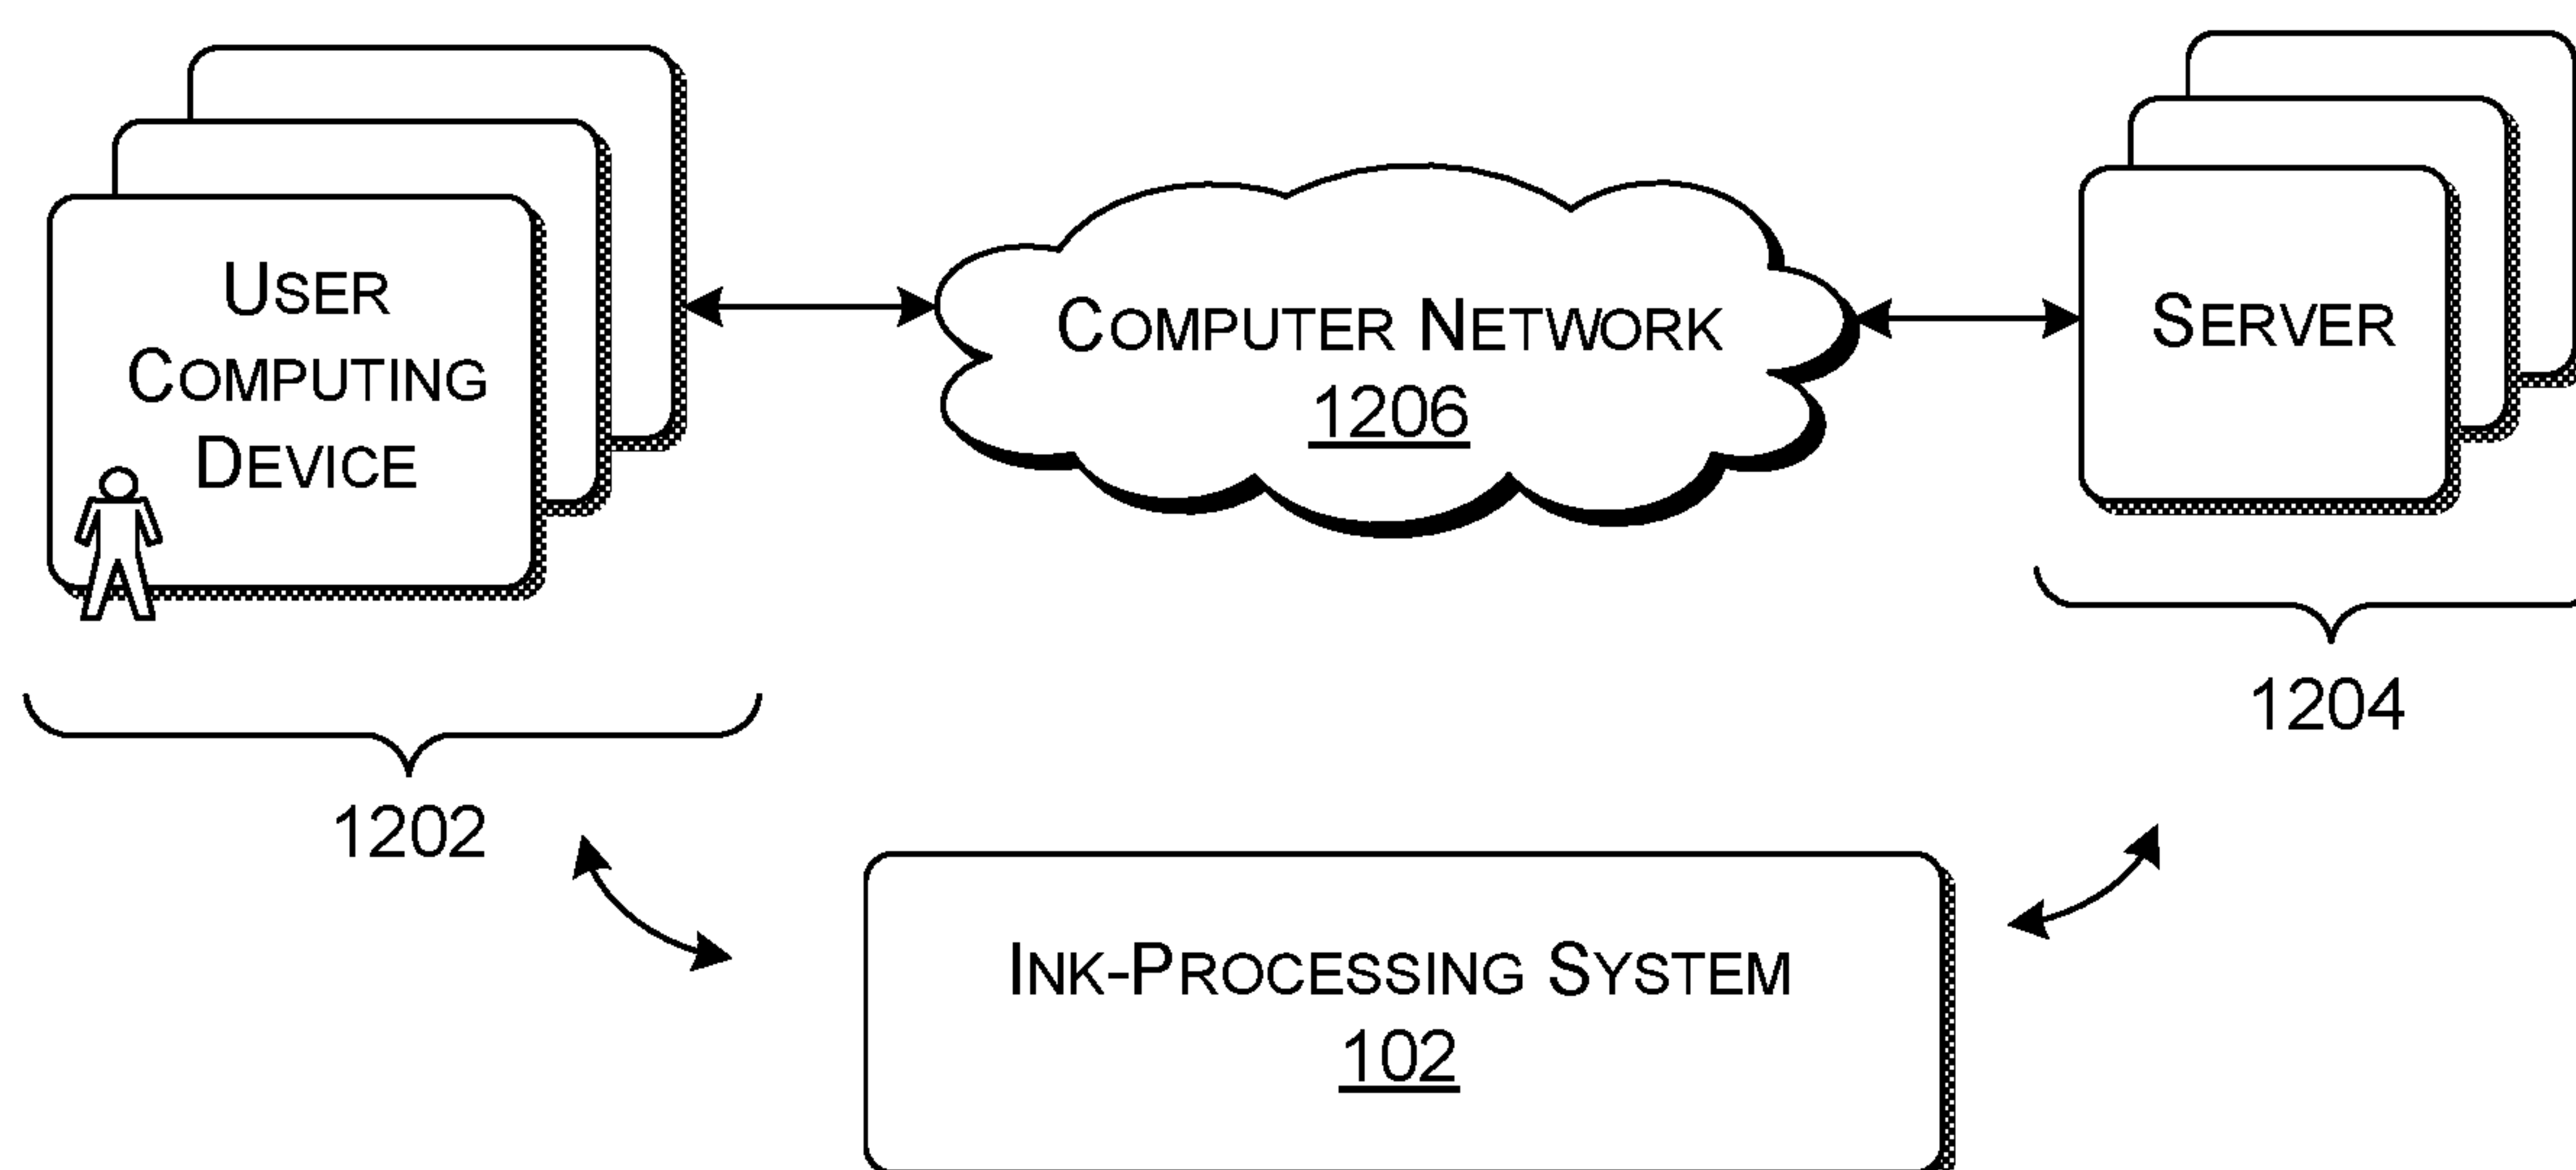 USER
COMPUTING
DEVICE
COMPUTER NETWORK
1206
SERVER
1202
1204
INK-PROCESSING SYSTEM
102